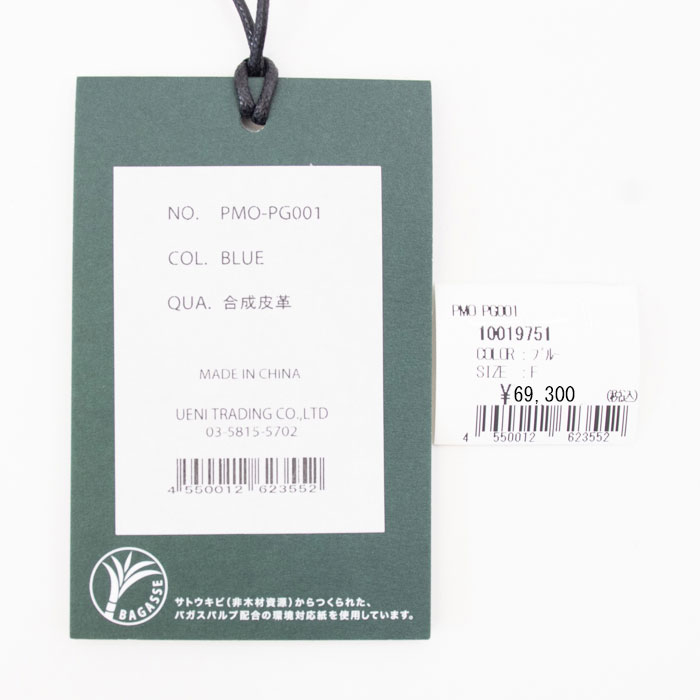 NO. PMO-PG001
COL. BLUE
QUA. 合成皮革
MADE IN CHINA
UENI TRADING CO.,LTD
03-5815-5702
4 550012 623552
BAGASSE
サトウキビ(非木材資源)からつくられた、
バガスパルプ配合の環境対応紙を使用しています。
PMO PG001
10019751
COLOR : ブルー
SIZE : F
¥69,300 (税込)
4 550012 623552